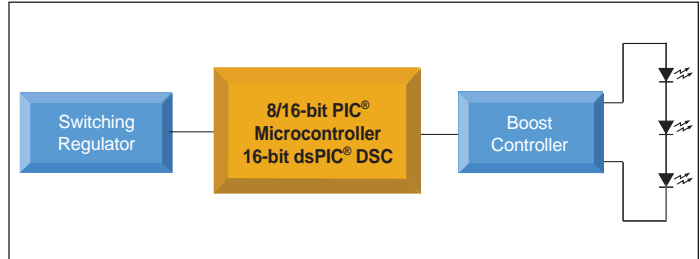 Switching
Regulator
8/16-bit PIC®
Microcontroller
16-bit dsPIC® DSC
Boost
Controller